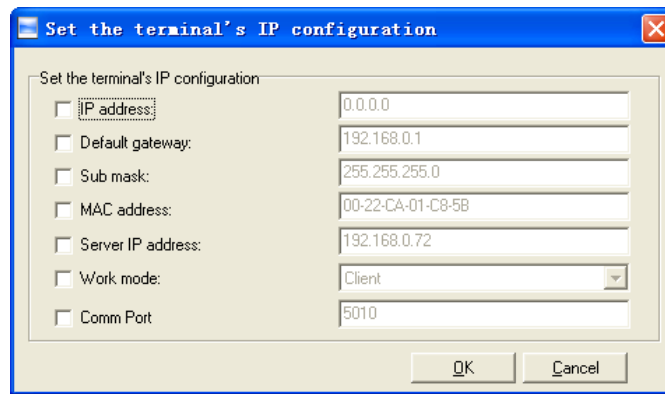 Set the terminal's IP configuration
Set the terminal's IP configuration
IP address: 0.0.0.0
Default gateway: 192.168.0.1
Sub mask: 255.255.255.0
MAC address: 00-22-CA-01-C8-5B
Server IP address: 192.168.0.72
Work mode: Client
Comm Port 5010
OK Cancel